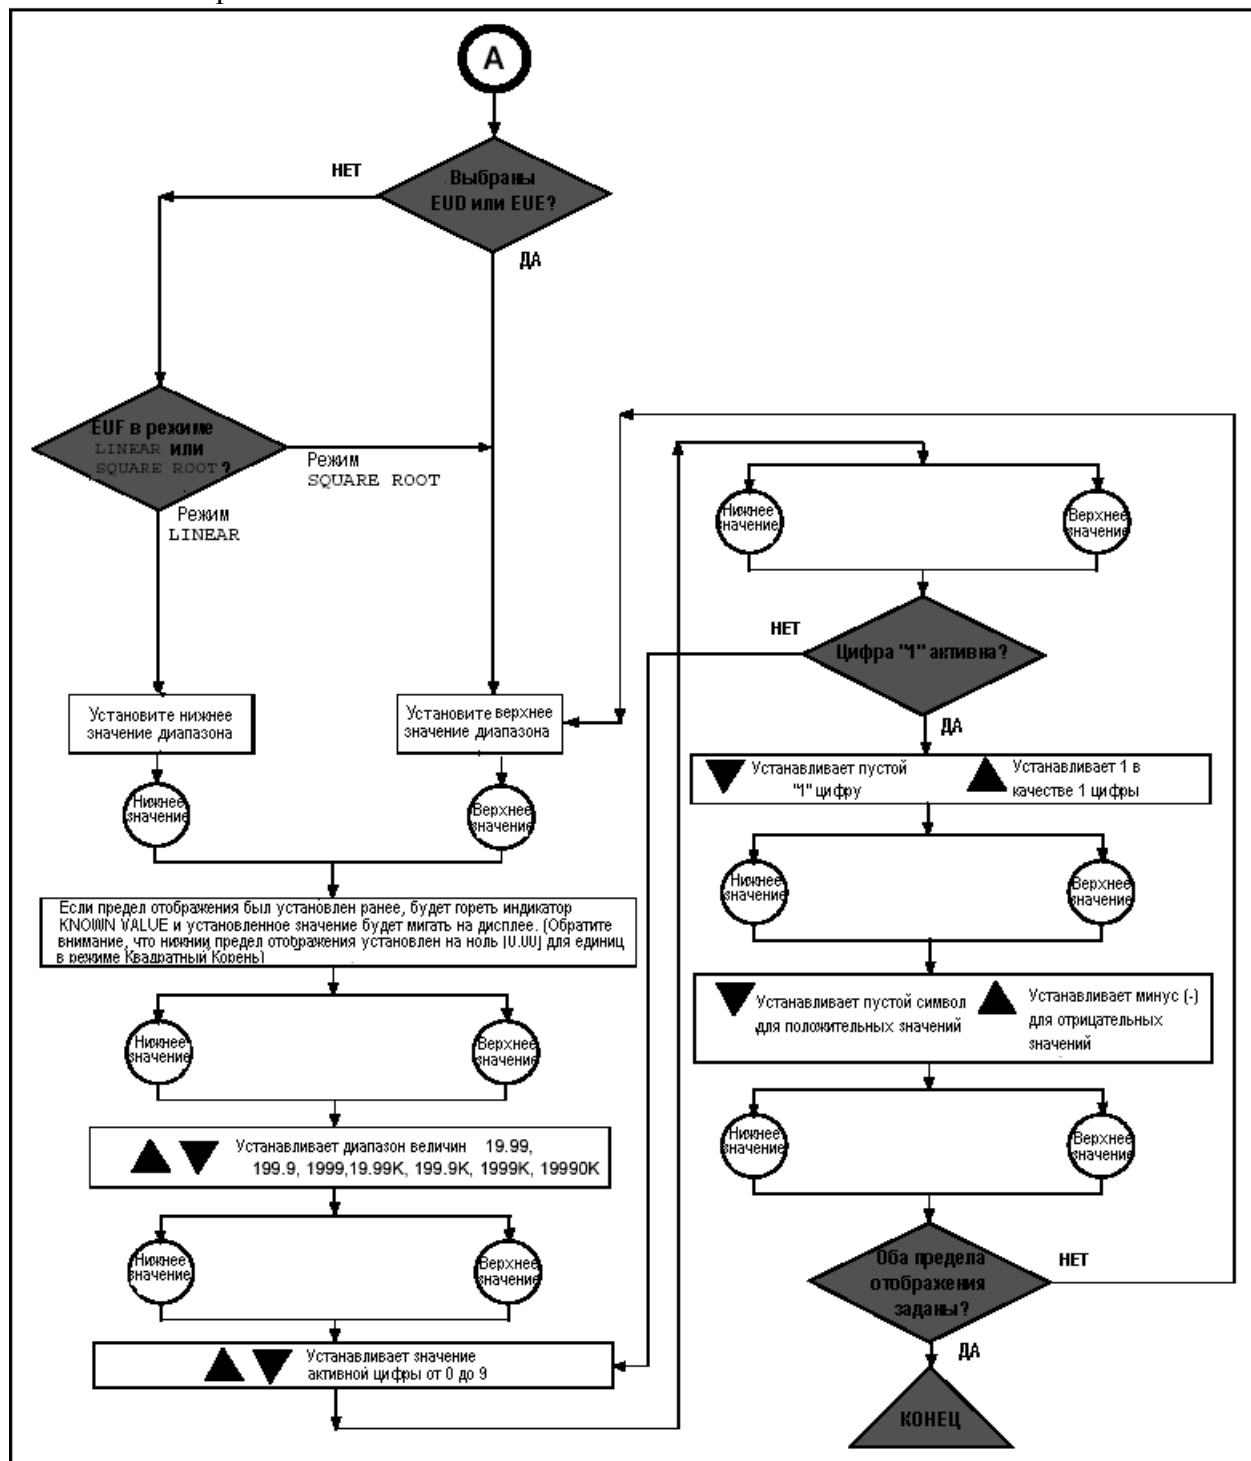 A
НЕТ
Выбраны
EUD или EUE?
ДА
EUF в режиме
LINEAR или
SQUARE ROOT?
Режим
SQUARE ROOT
Режим
LINEAR
Установите нижнее
значение диапазона
Установите верхнее
значение диапазона
Нижнее
значение
Верхнее
значение
Если предел отображения был установлен ранее, будет гореть индикатор
KNOWN VALUE и установленное значение будет мигать на дисплее. (Обратите
внимание, что нижний предел отображения установлен на ноль [0.00] для единиц
в режиме Квадратный Корень)
Нижнее
значение
Верхнее
значение
Устанавливает диапазон величин 19.99,
199.9, 1999,19.99K, 199.9K, 1999K, 19990K
Нижнее
значение
Верхнее
значение
Устанавливает значение
активной цифры от 0 до 9
Нижнее
значение
Верхнее
значение
НЕТ
Цифра "1" активна?
ДА
Устанавливает пустой
"1" цифру
Устанавливает 1 в
качестве 1 цифры
Нижнее
значение
Верхнее
значение
Устанавливает пустой символ
для положительных значений
Устанавливает минус (-)
для отрицательных
значений
Нижнее
значение
Верхнее
значение
Оба предела
отображения
заданы?
НЕТ
ДА
КОНЕЦ